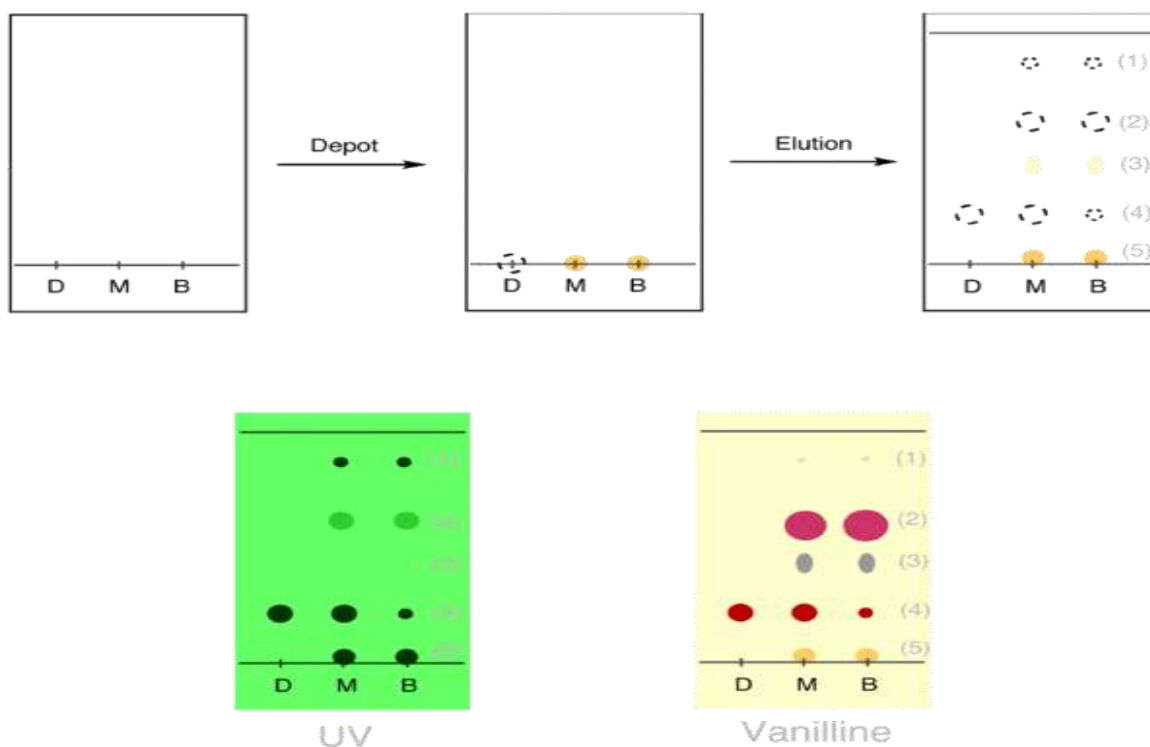 D M B
Depot
D M B
Elution
(1)
(2)
(3)
(4)
(5)
D M B
D M B
UV
(1)
(2)
(3)
(4)
(5)
D M B
Vanilline